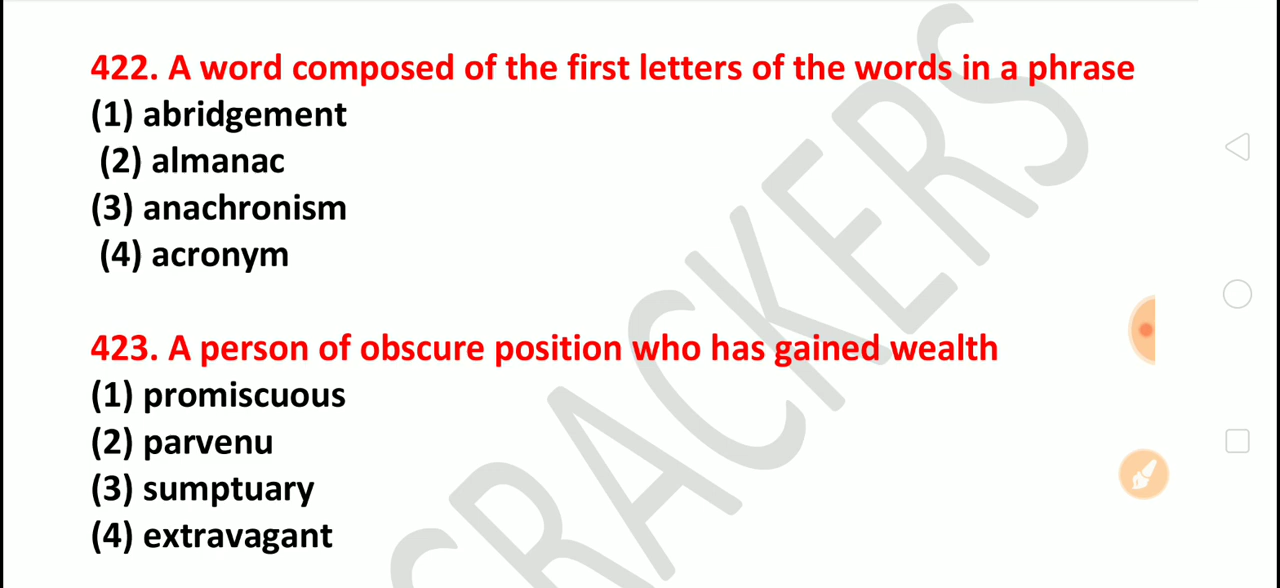 422. A word composed of the first letters of the words in a phrase
(1) abridgement
(2) almanac
(3) anachronism
(4) acronym
423. A person of obscure position who has gained wealth
(1) promiscuous
(2) parvenu
(3) sumptuary
(4) extravagant
CRACKERS